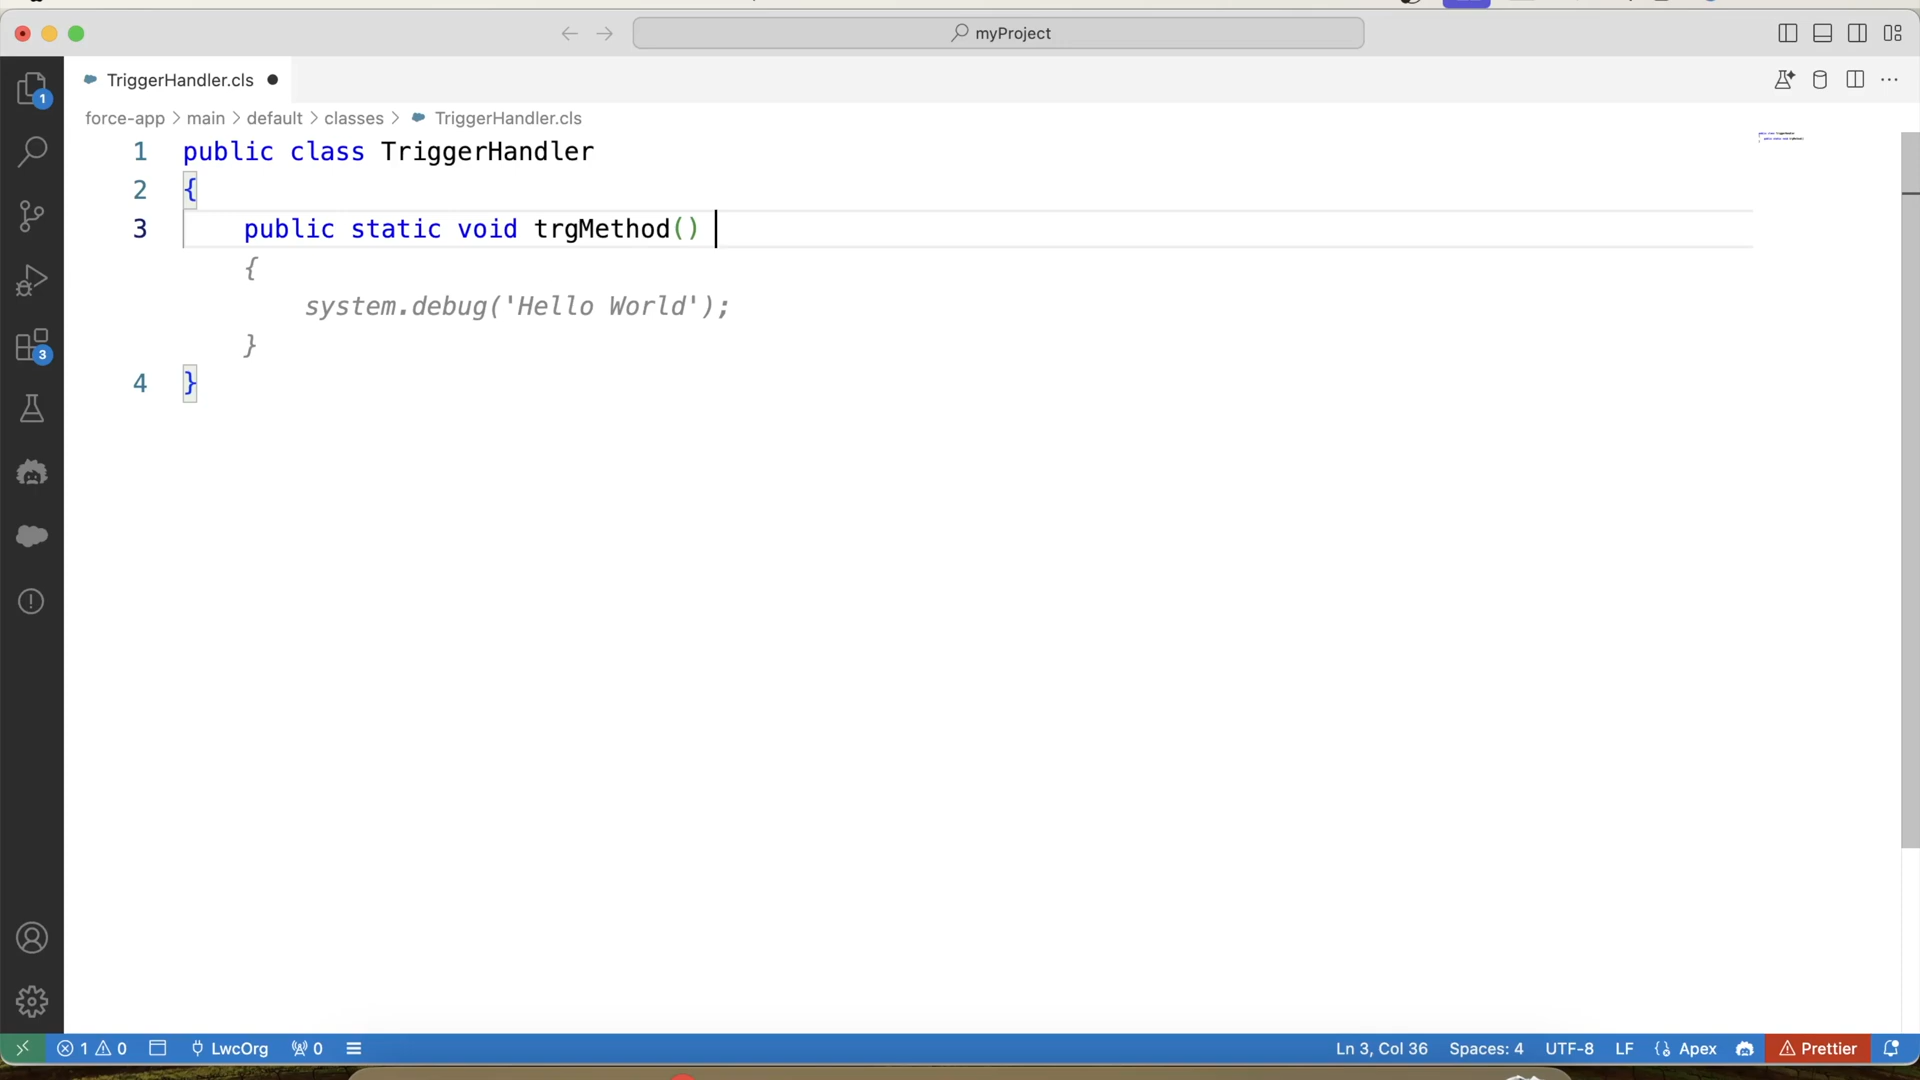 myProject
TriggerHandler.cls
1
force-app > main > default > classes > TriggerHandler.cls
1 public class TriggerHandler
2 {
3 public static void trgMethod()
{
system.debug('Hello World');
}
4 }
3
1 0 LwcOrg 0 Ln 3, Col 36 Spaces: 4 UTF-8 LF {} Apex Prettier